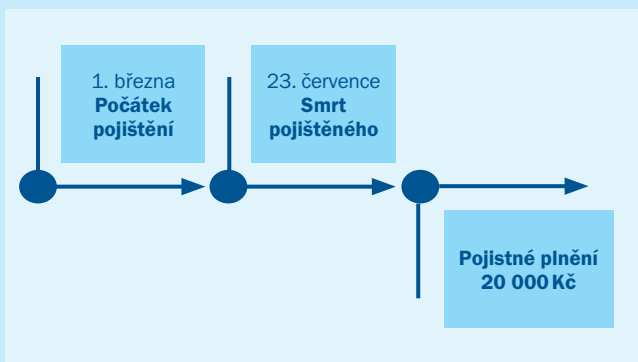 1. března
Počátek
pojištění
23. července
Smrt
pojištěného
Pojistné plnění
20 000 Kč